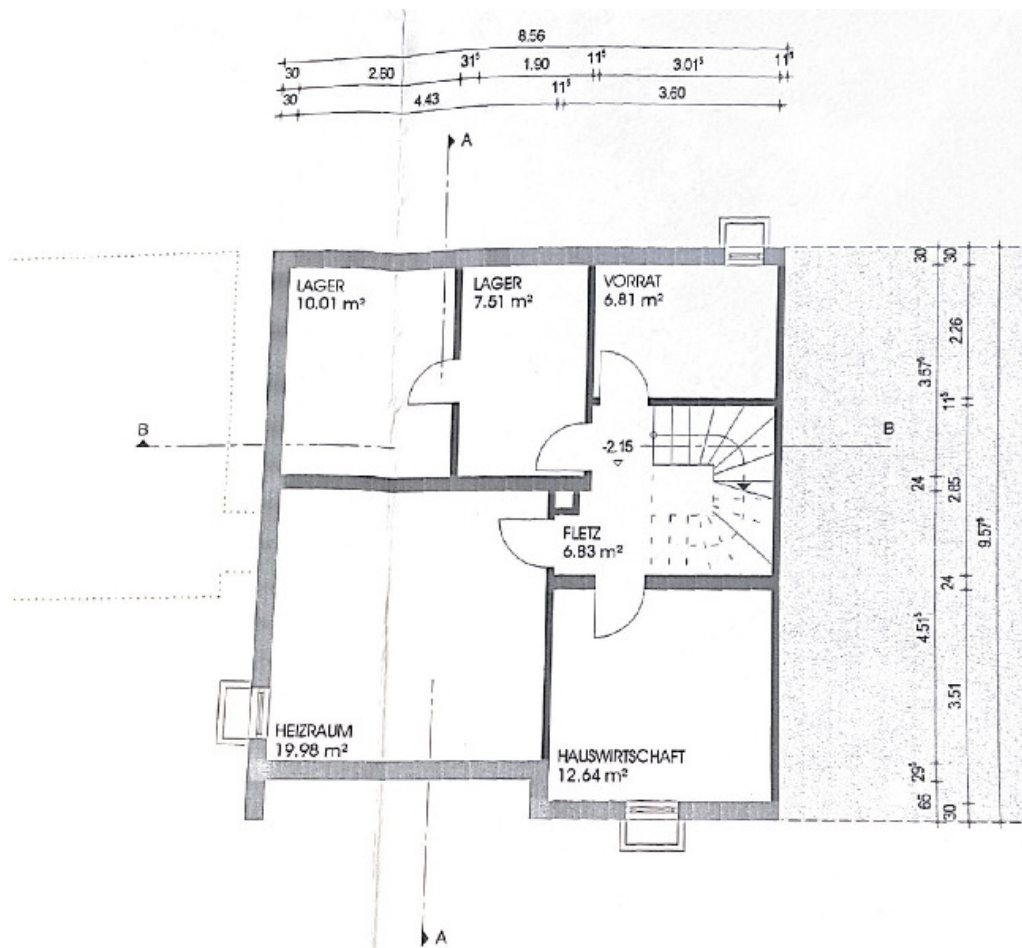 8.56
30 2.80 31⁵ 1.90 11⁵ 3.01⁵ 11⁵
30 4.43 11⁵ 3.60
A
LAGER
10.01 m²
LAGER
7.51 m²
VORRAT
6.81 m²
30 30
2.26
3.57⁵
11⁵
B
-2.15
B
24
2.85
9.57⁵
FLETZ
6.83 m²
24
4.51⁵
3.51
HEIZRAUM
19.98 m²
HAUSWIRTSCHAFT
12.64 m²
29⁵
65
30
A